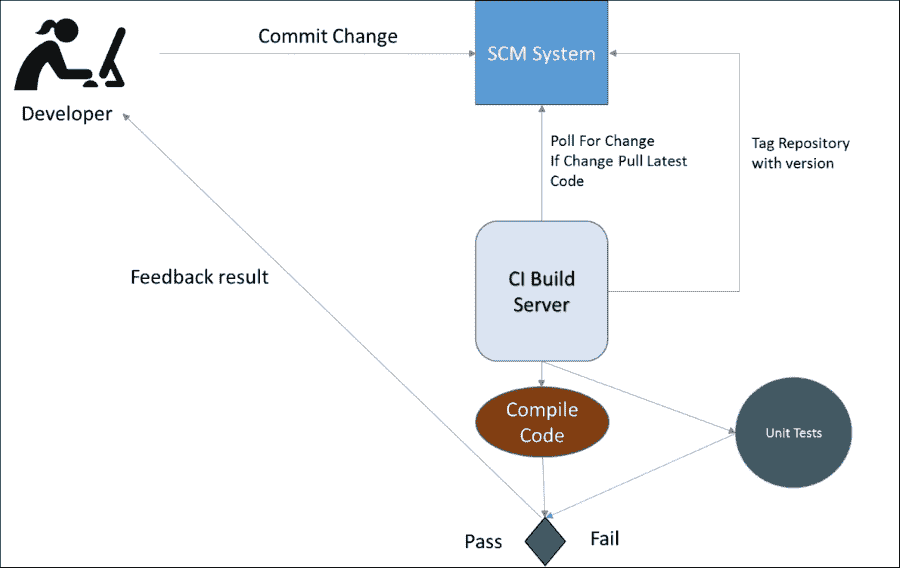 Commit Change
SCM System
Developer
Poll For Change
If Change Pull Latest
Code
Tag Repository
with version
Feedback result
CI Build
Server
Compile
Code
Unit Tests
Pass
Fail